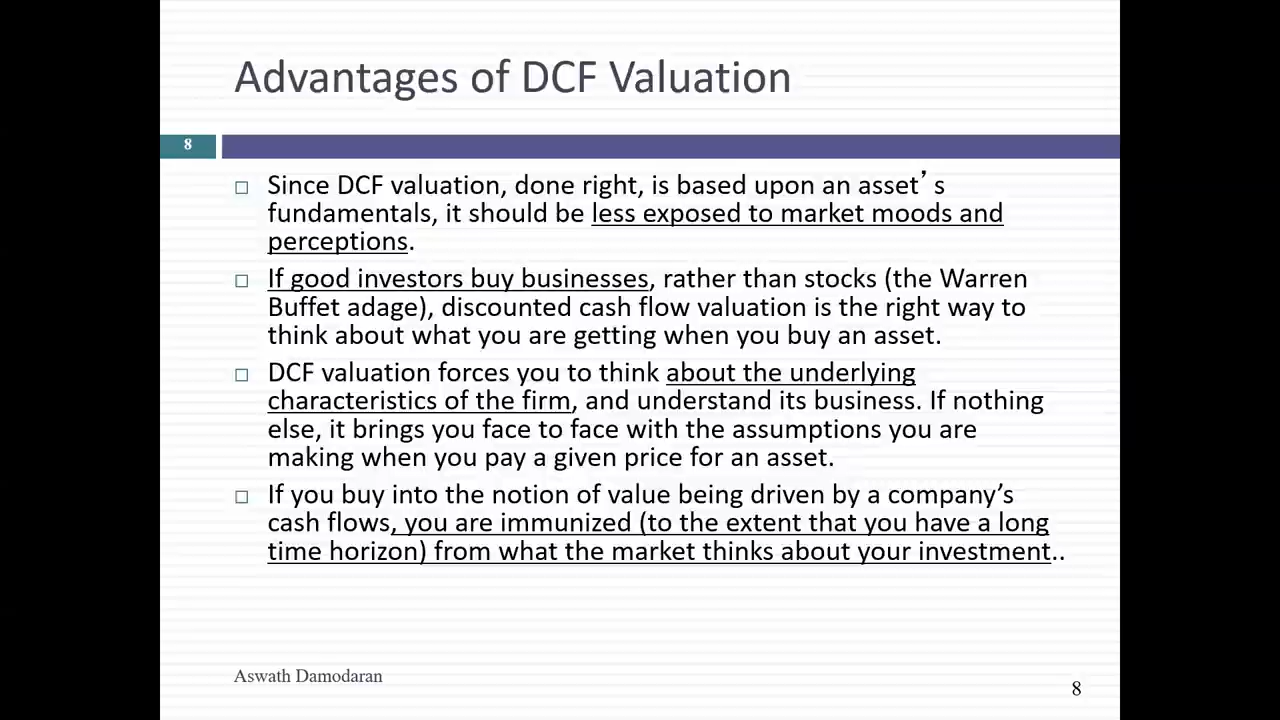 Advantages of DCF Valuation
8
Since DCF valuation, done right, is based upon an asset’s
fundamentals, it should be less exposed to market moods and
perceptions.
If good investors buy businesses, rather than stocks (the Warren
Buffet adage), discounted cash flow valuation is the right way to
think about what you are getting when you buy an asset.
DCF valuation forces you to think about the underlying
characteristics of the firm, and understand its business. If nothing
else, it brings you face to face with the assumptions you are
making when you pay a given price for an asset.
If you buy into the notion of value being driven by a company’s
cash flows, you are immunized (to the extent that you have a long
time horizon) from what the market thinks about your investment..
Aswath Damodaran
8